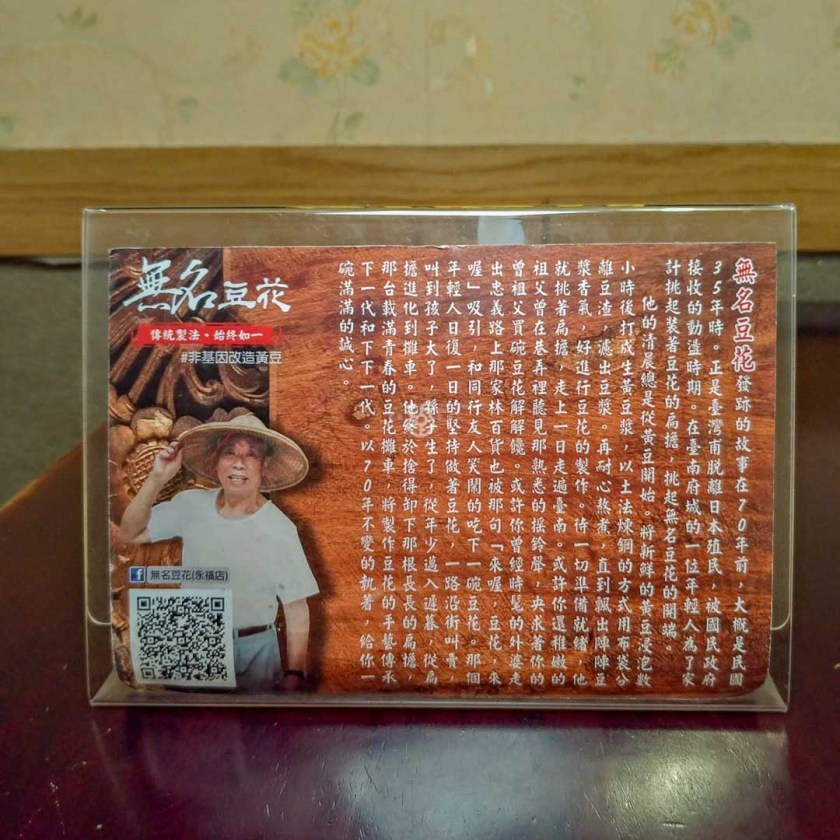 無名豆花
傳統製法。始終如一
#非基因改造黃豆
無名豆花發跡的故事在70年前，大概是民國
35年時。正是臺灣甫脫離日本殖民，被國民政府
接收的動盪時期。在臺南府城的一位年輕人為了家
計挑起裝著豆花的扁擔，挑起無名豆花的開端。
他的清晨總是從黃豆開始。將新鮮的黃豆浸泡數
小時後打成生黃豆漿，以土法煉鋼的方式用布袋分
離豆渣，濾出豆漿。再耐心熬煮，直到飄出陣陣豆
漿香氣，好進行豆花的製作。待一切準備就緒，他
就挑著扁擔，走上一日走遍臺南。或許你還稚嫩的
祖父曾在巷弄裡聽見那熟悉的搖鈴聲，央求著你的
曾祖父買碗豆花解解饞。或許你曾經時髦的外婆走
出忠義路上那家林百貨也被那句「來喔，豆花，來
喔」吸引，和同行友人笑鬧的吃下一碗豆花。那個
年輕人日復一日的堅持做著豆花，一路沿街叫賣，
叫到孩子大了，孫子生了，從年少邁入遲暮，從扁
擔進化到攤車。他終於捨得卸下那根長長的扁擔，
那台載滿青春的豆花攤車，將製作豆花的手藝傳承
下一代和下下一代。以70年不變的執著，給你一
碗滿滿的誠心。
無名豆花(永福店)